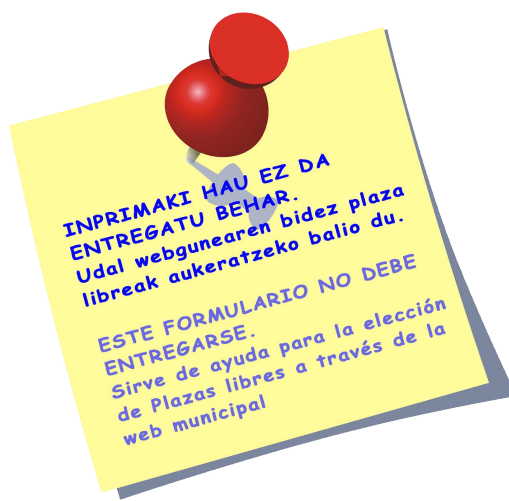 INPRIMAKI HAU EZ DA
ENTREGATU BEHAR.
Udal webgunearen bidez plaza
libreak aukeratzeko balio du.
ESTE FORMULARIO NO DEBE
ENTREGARSE.
Sirve de ayuda para la elección
de Plazas libres a través de la
web municipal